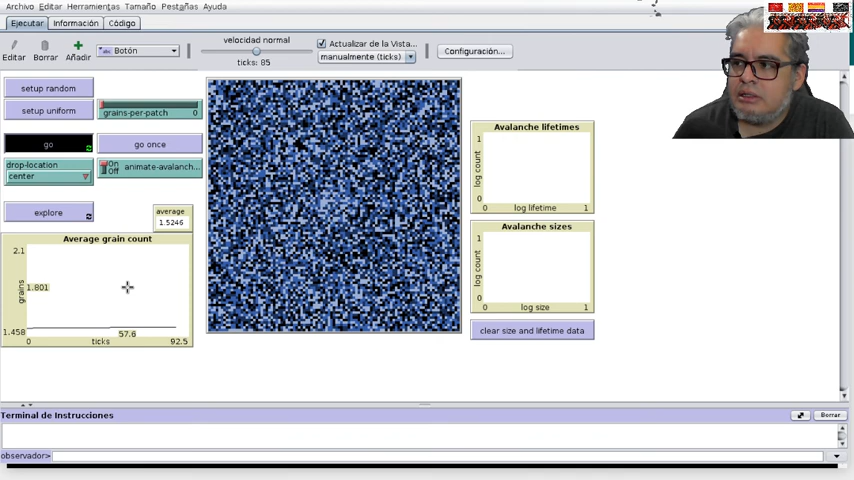 Archivo Editar Herramientas Tamaño Pestañas Ayuda
Ejecutar Información Código
Editar Borrar Añadir
abc Botón
velocidad normal
ticks: 85
Actualizar de la Vista...
manualmente (ticks)
Configuración...
setup random
setup uniform
grains-per-patch 0
go
go once
drop-location
center
On
Off
animate-avalanch...
explore
average
1.5246
Average grain count
2.1
grains
1.801
1.458
57.6
0 ticks 92.5
Avalanche lifetimes
1
log count
0
0 log lifetime 1
Avalanche sizes
1
log count
0
0 log size 1
clear size and lifetime data
Terminal de Instrucciones
Borrar
observador>